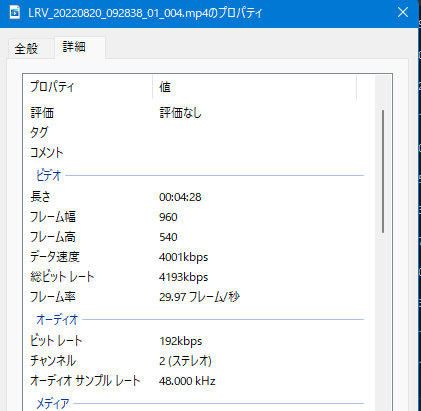 LRV_20220820_092838_01_004.mp4のプロパティ
全般 詳細
プロパティ 値
評価 評価なし
タグ
コメント
ビデオ
長さ 00:04:28
フレーム幅 960
フレーム高 540
データ速度 4001kbps
総ビット レート 4193kbps
フレーム率 29.97 フレーム/秒
オーディオ
ビット レート 192kbps
チャンネル 2 (ステレオ)
オーディオ サンプル レート 48.000 kHz
メディア